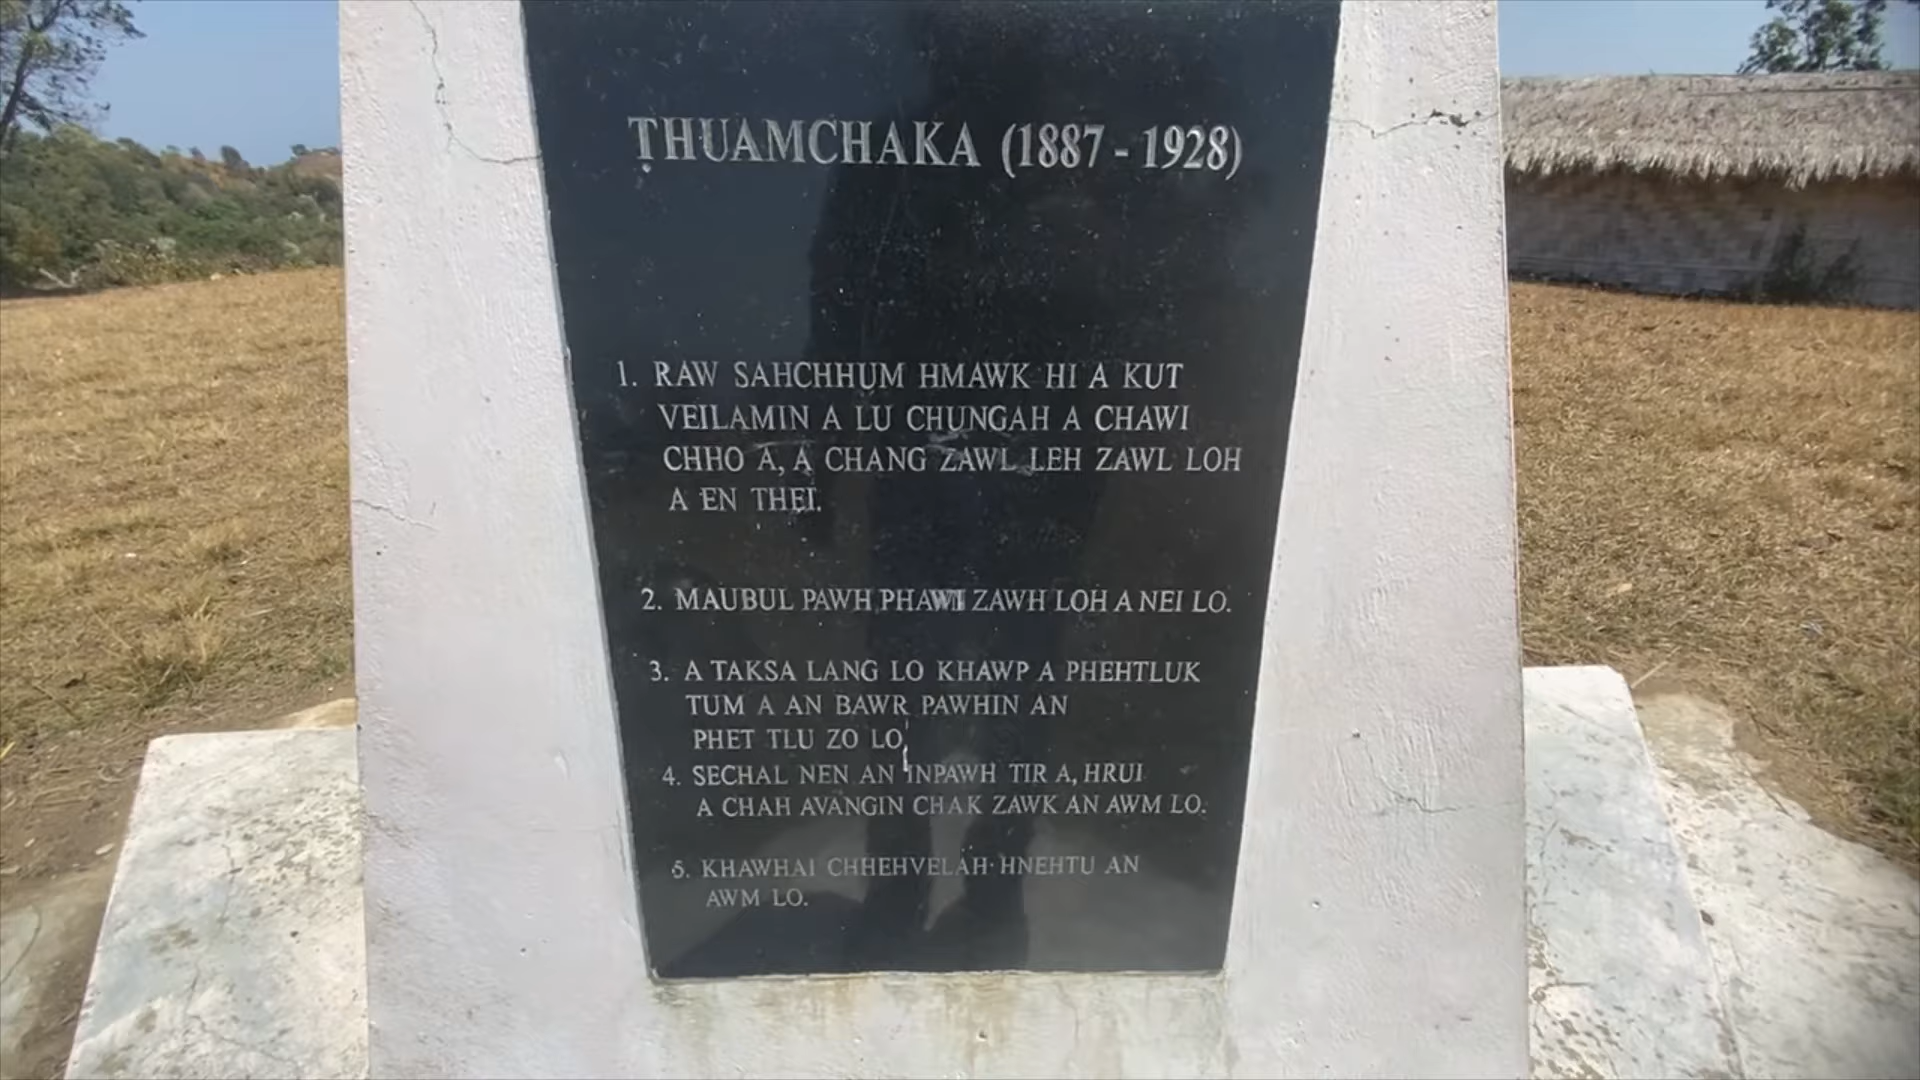 ṬHUAMCHAKA (1887 - 1928)
1. RAW SAHCHHUM HMAWK HI A KUT
VEILAMIN A LU CHUNGAH A CHAWI
CHHO A, A CHANG ZAWL LEH ZAWL LOH
A EN THEI.
2. MAUBUL PAWH PHAWI ZAWH LOH A NEI LO.
3. A TAKSA LANG LO KHAWP A PHEHTLUK
TUM A AN BAWR PAWHIN AN
PHET TLU ZO LO.
4. SECHAL NEN AN INPAWH TIR A, HRUI
A CHAH AVANGIN CHAK ZAWK AN AWM LO.
5. KHAWHAI CHHEHVELAH HNEHTU AN
AWM LO.